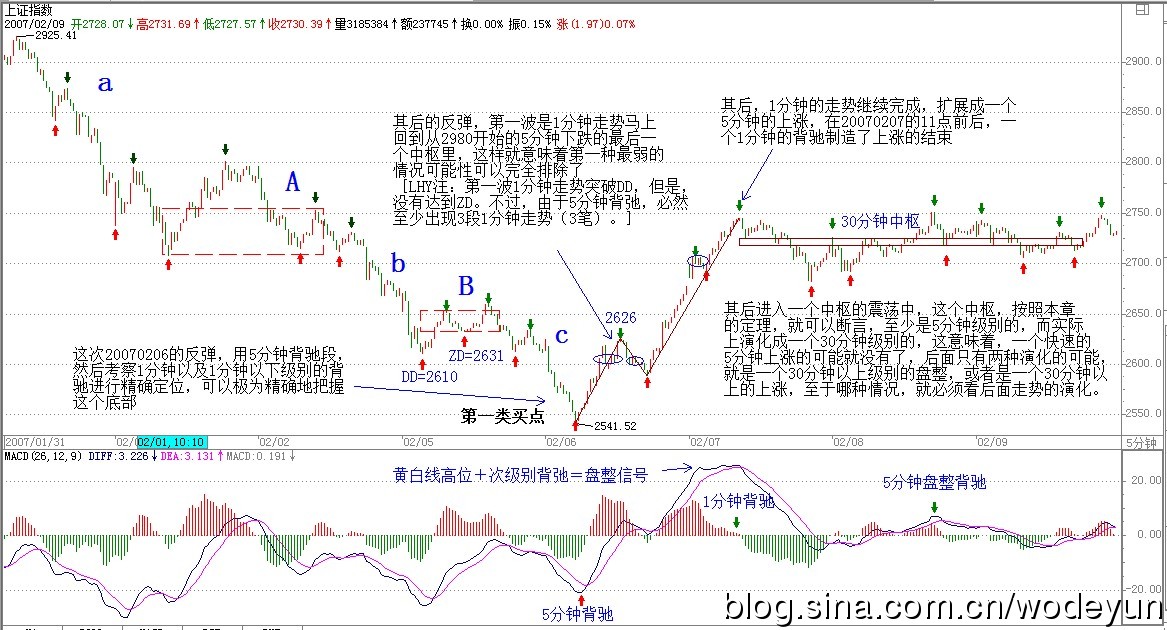 上证指数
2007/02/09 开2728.07↓高2731.69↑低2727.57↑收2730.39↑量3185384↑额237745↑换0.00% 振0.15% 涨(1.97)0.07%
2925.41
a
A
b
B
c
其后的反弹，第一波是1分钟走势马上
回到从2980开始的5分钟下跌的最后一
个中枢里，这样就意味着第一种最弱的
情况可能性可以完全排除了
[LHY注：第一波1分钟走势突破DD，但是，
没有达到ZD。不过，由于5分钟背弛，必然
至少出现3段1分钟走势（3笔）。]
其后，1分钟的走势继续完成，扩展成一个
5分钟的上涨，在20070207的11点前后，一
个1分钟的背驰制造了上涨的结束
30分钟中枢
2626
ZD=2631
DD=2610
这次20070206的反弹，用5分钟背驰段，
然后考察1分钟以及1分钟以下级别的背
驰进行精确定位，可以极为精确地把握
这个底部
第一类买点
2541.52
其后进入一个中枢的震荡中，这个中枢，按照本章
的定理，就可以断言，至少是5分钟级别的，而实际
上演化成一个30分钟级别的，这意味着，一个快速的
5分钟上涨的可能就没有了，后面只有两种演化的可能，
就是一个30分钟以上级别的盘整，或者是一个30分钟以
上的上涨，至于哪种情况，就必须看后面走势的演化。
2900.0
2850.0
2800.0
2750.0
2700.0
2650.0
2600.0
2550.0
2007/01/31
02/01,10:10
02/02
02/05
02/06
02/07
02/08
02/09
5分钟
MACD(26,12,9) DIFF:3.226↓DEA:3.131↑MACD:0.191↓
黄白线高位＋次级别背弛＝盘整信号
1分钟背驰
5分钟盘整背驰
5分钟背驰
20.00
0.00
-20.00
blog.sina.com.cn/wodeyun